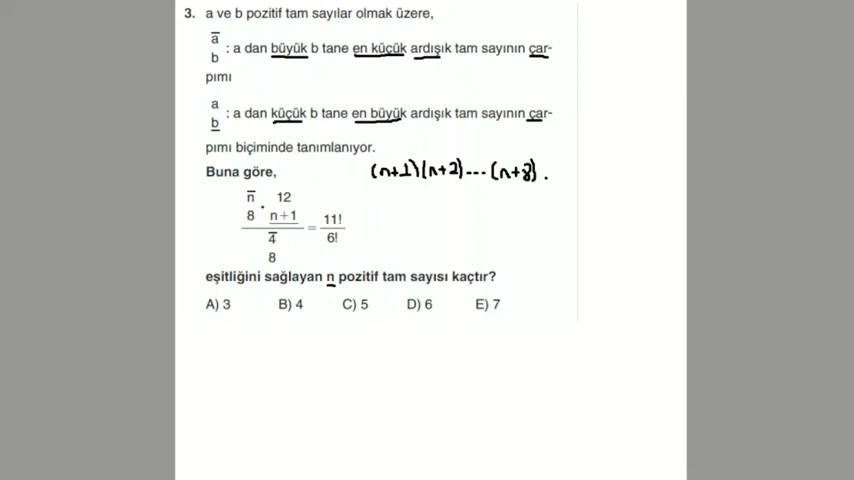 3. a ve b pozitif tam sayılar olmak üzere,
a
b : a dan büyük b tane en küçük ardışık tam sayının çar-
pımı
a
b : a dan küçük b tane en büyük ardışık tam sayının çar-
pımı biçiminde tanımlanıyor.
Buna göre,
(n+1)(n+2)---(n+8).
n 12
8 · n+1
4
8
= 11!
6!
eşitliğini sağlayan n pozitif tam sayısı kaçtır?
A) 3 B) 4 C) 5 D) 6 E) 7